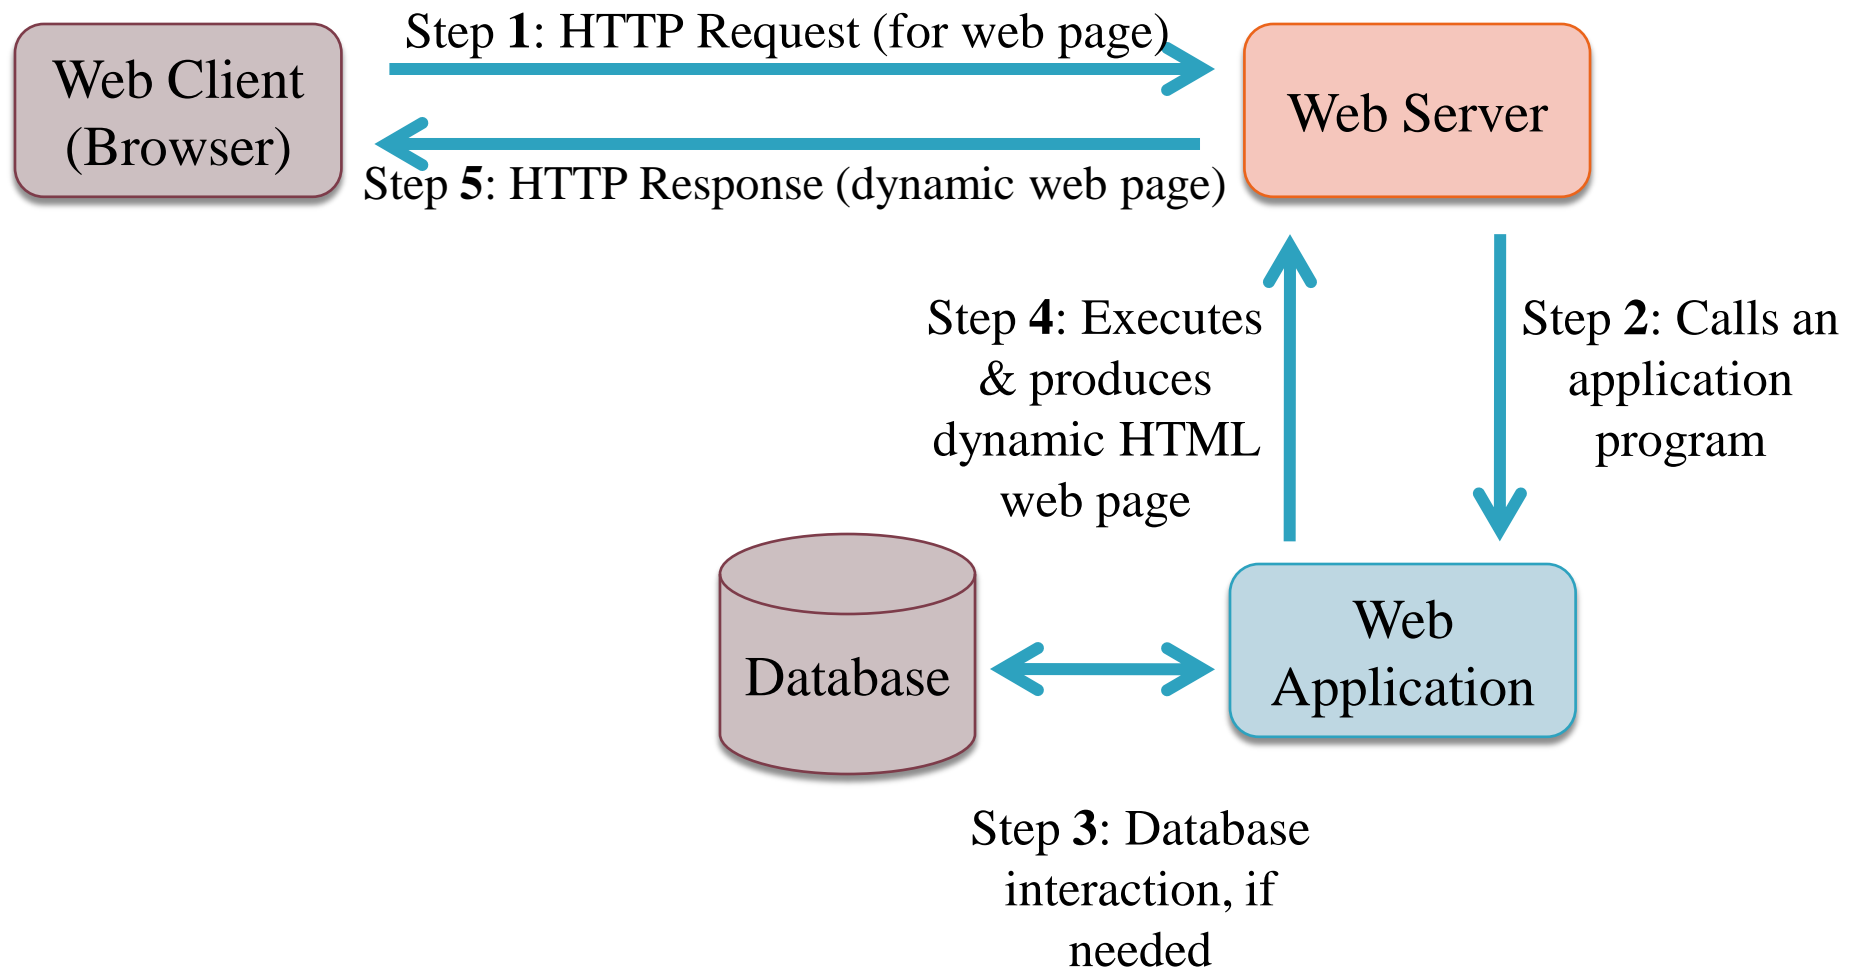 Web Client
(Browser)
Step 1: HTTP Request (for web page)
Step 5: HTTP Response (dynamic web page)
Web Server
Step 4: Executes
& produces
dynamic HTML
web page
Step 2: Calls an
application
program
Database
Web
Application
Step 3: Database
interaction, if
needed